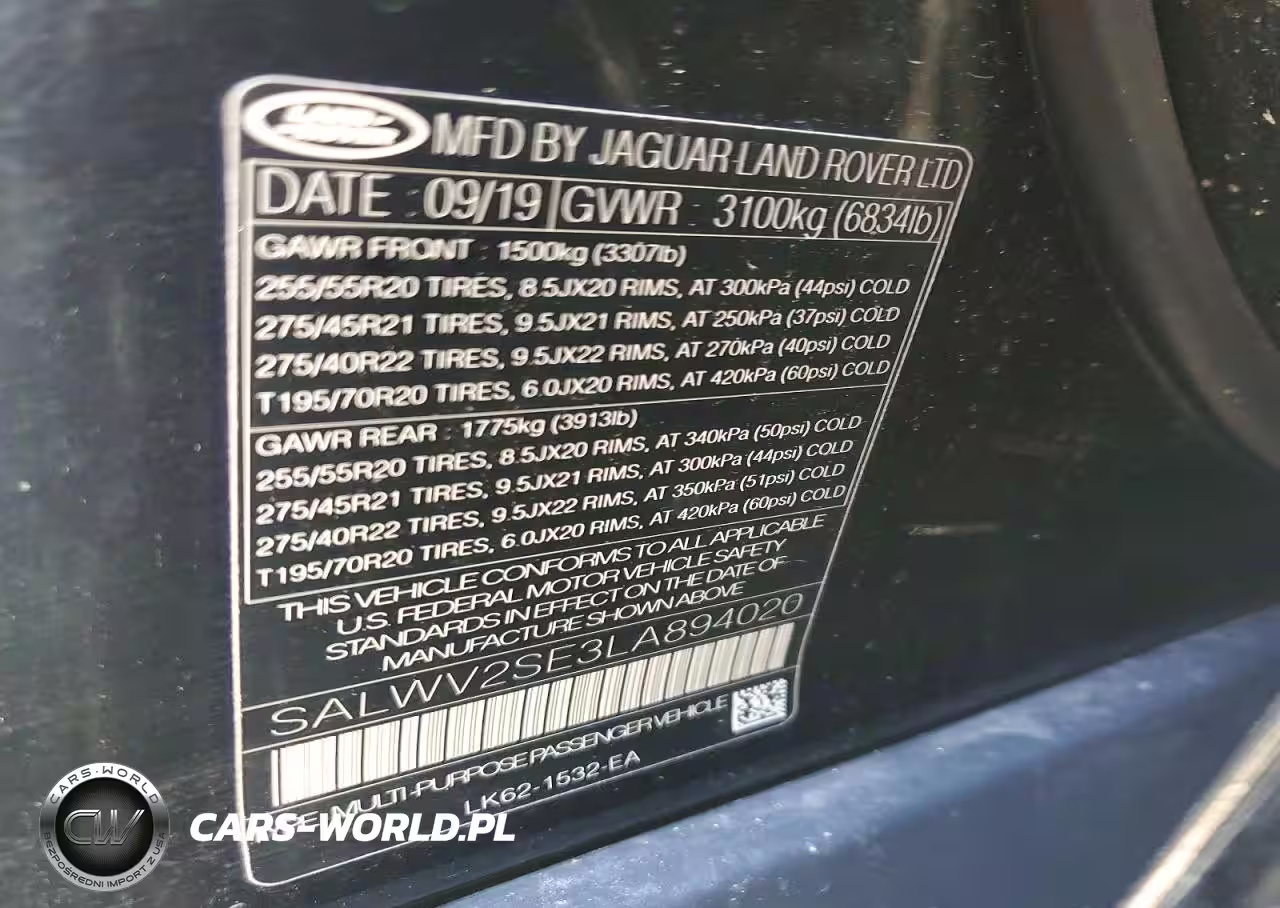 LAND ROVER
MFD BY JAGUAR LAND ROVER LTD
DATE : 09/19 GVWR : 3100kg (6834lb)
GAWR FRONT : 1500kg (3307lb)
255/55R20 TIRES, 8.5JX20 RIMS, AT 300kPa (44psi) COLD
275/45R21 TIRES, 9.5JX21 RIMS, AT 250kPa (37psi) COLD
275/40R22 TIRES, 9.5JX22 RIMS, AT 270kPa (40psi) COLD
T195/70R20 TIRES, 6.0JX20 RIMS, AT 420kPa (60psi) COLD
GAWR REAR : 1775kg (3913lb)
255/55R20 TIRES, 8.5JX20 RIMS, AT 340kPa (50psi) COLD
275/45R21 TIRES, 9.5JX21 RIMS, AT 300kPa (44psi) COLD
275/40R22 TIRES, 9.5JX22 RIMS, AT 350kPa (51psi) COLD
T195/70R20 TIRES, 6.0JX20 RIMS, AT 420kPa (60psi) COLD
THIS VEHICLE CONFORMS TO ALL APPLICABLE
U.S. FEDERAL MOTOR VEHICLE SAFETY
STANDARDS IN EFFECT ON THE DATE OF
MANUFACTURE SHOWN ABOVE
SALWV2SE3LA894020
MULTI-PURPOSE PASSENGER VEHICLE
LK62-1532-EA
CARS-WORLD
CW
BEZPOŚREDNI IMPORT Z USA
CARS-WORLD.PL